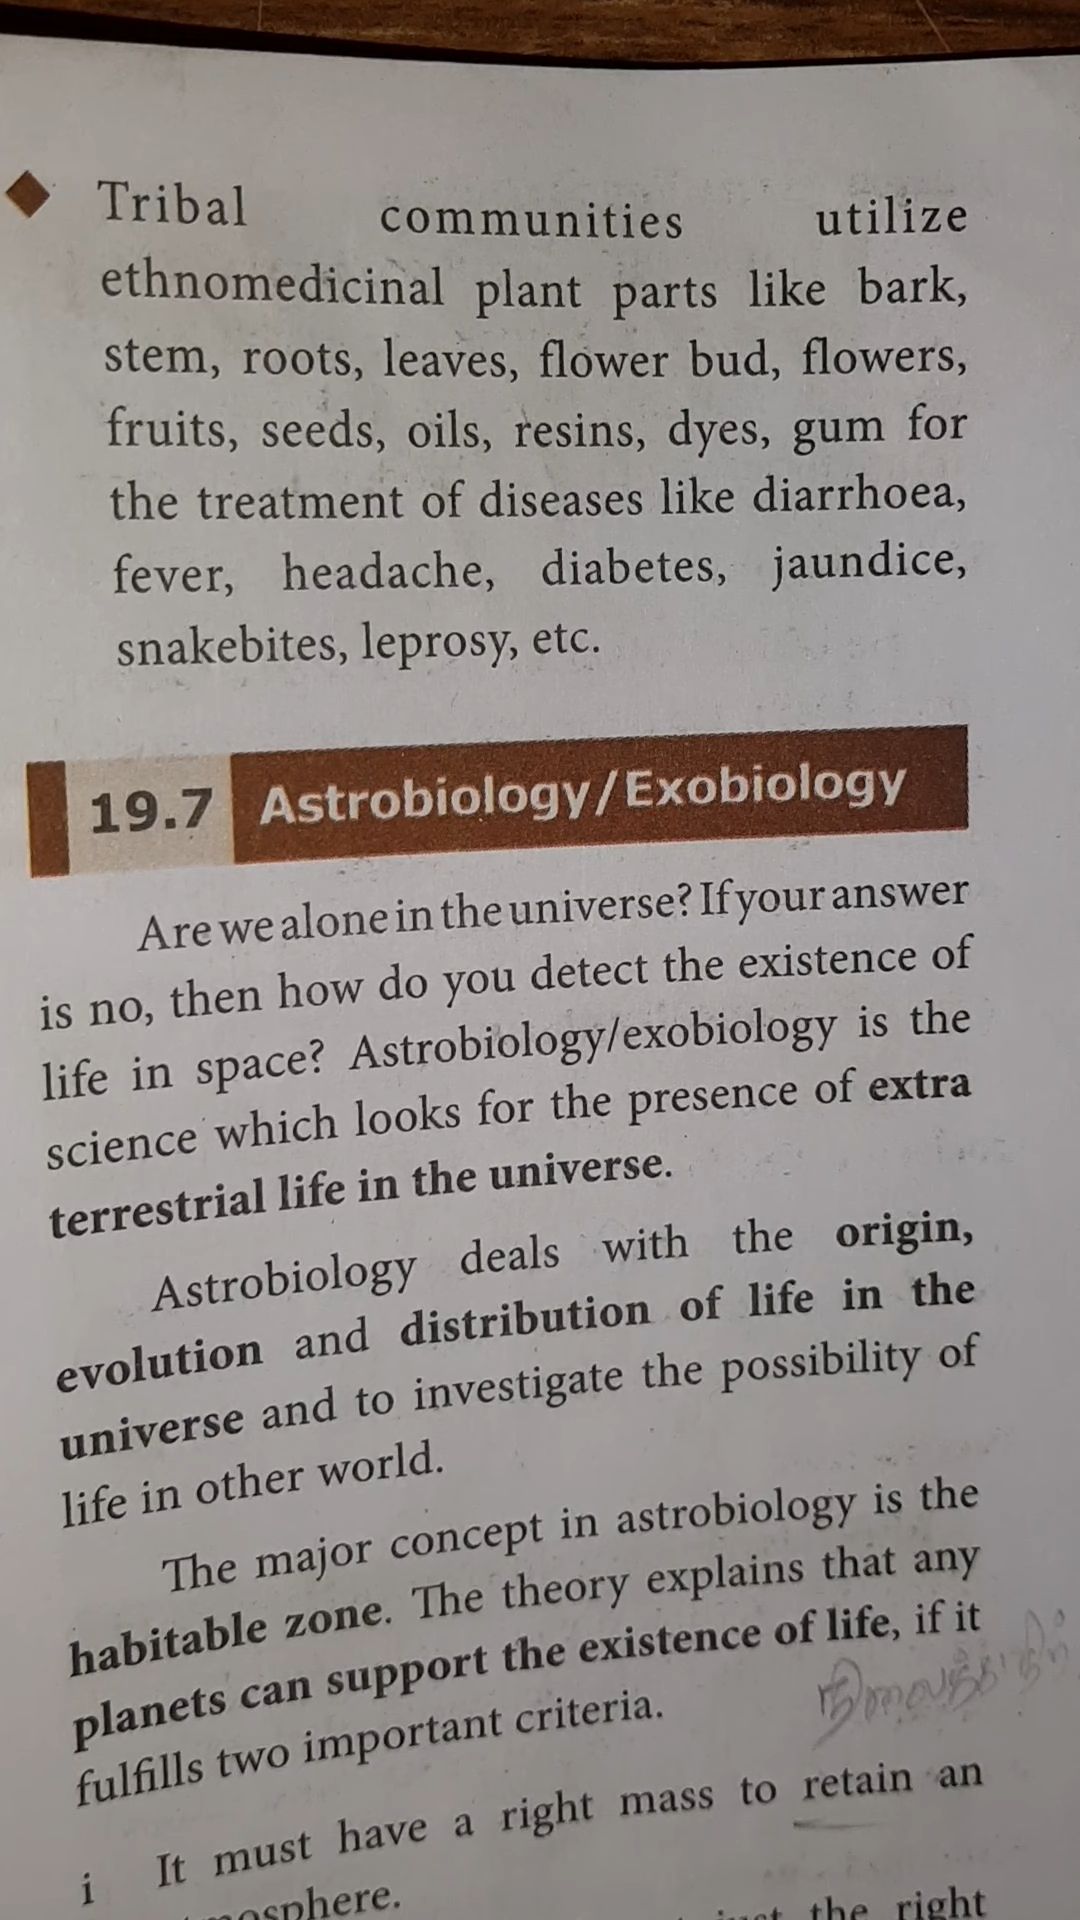 Tribal communities utilize
ethnomedicinal plant parts like bark,
stem, roots, leaves, flower bud, flowers,
fruits, seeds, oils, resins, dyes, gum for
the treatment of diseases like diarrhoea,
fever, headache, diabetes, jaundice,
snakebites, leprosy, etc.
19.7 Astrobiology/Exobiology
Are we alone in the universe? If your answer
is no, then how do you detect the existence of
life in space? Astrobiology/exobiology is the
science which looks for the presence of extra
terrestrial life in the universe.
Astrobiology deals with the origin,
evolution and distribution of life in the
universe and to investigate the possibility of
life in other world.
The major concept in astrobiology is the
habitable zone. The theory explains that any
planets can support the existence of life, if it
fulfills two important criteria.
i It must have a right mass to retain an
the right